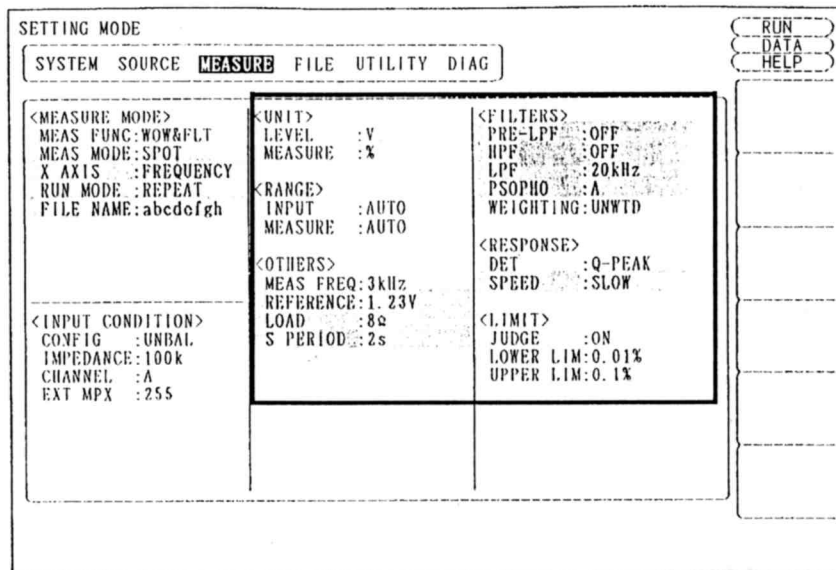 SETTING MODE
RUN
DATA
HELP
SYSTEM SOURCE MEASURE FILE UTILITY DIAG
<MEASURE MODE>
MEAS FUNC:WOW&FLT
MEAS MODE:SPOT
X AXIS :FREQUENCY
RUN MODE :REPEAT
FILE NAME:abcdefgh
<INPUT CONDITION>
CONFIG :UNBAL
IMPEDANCE:100k
CHANNEL :A
EXT MPX :255
<UNIT>
LEVEL :V
MEASURE :%
<RANGE>
INPUT :AUTO
MEASURE :AUTO
<OTHERS>
MEAS FREQ:3kHz
REFERENCE:1.23V
LOAD :8Ω
S PERIOD :2s
<FILTERS>
PRE-LPF :OFF
HPF :OFF
LPF :20kHz
PSOPHO :A
WEIGHTING:UNWTD
<RESPONSE>
DET :Q-PEAK
SPEED :SLOW
<LIMIT>
JUDGE :ON
LOWER LIM:0.01%
UPPER LIM:0.1%